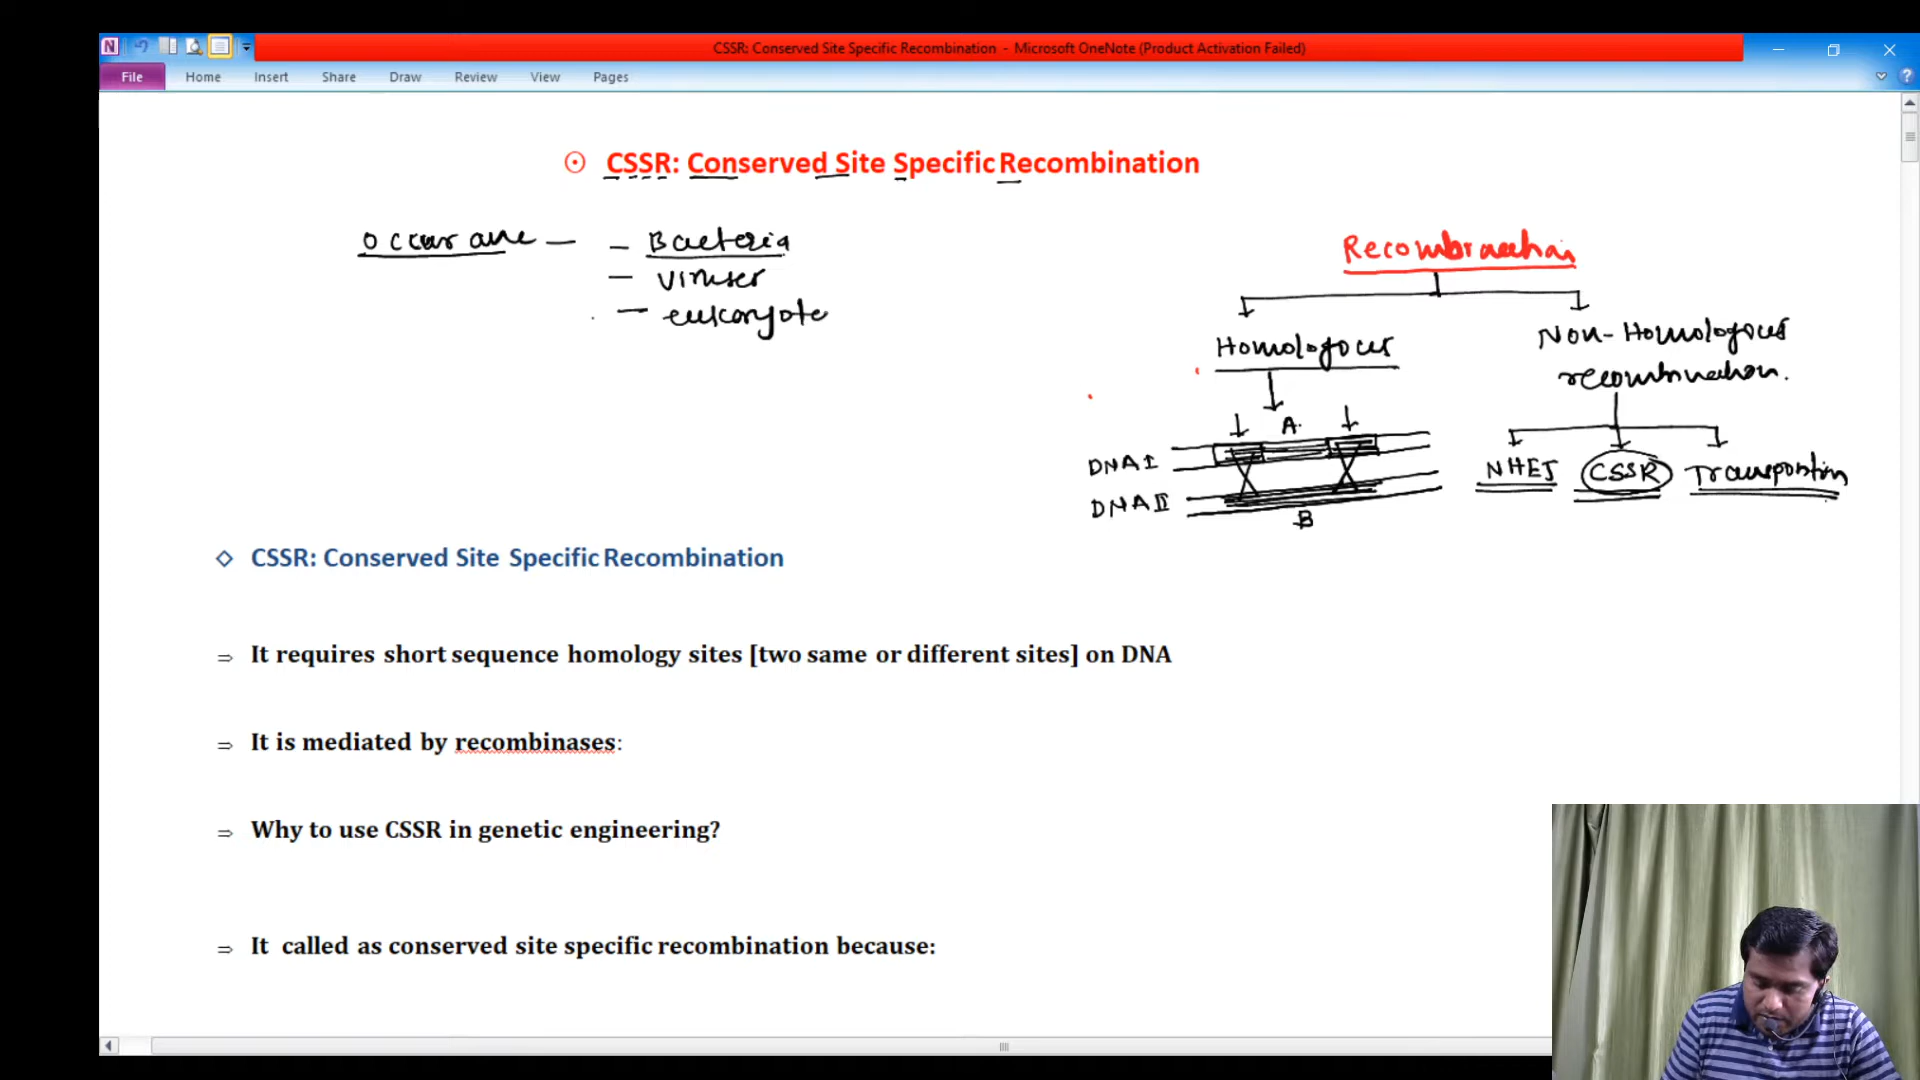 CSSR: Conserved Site Specific Recombination - Microsoft OneNote (Product Activation Failed)
File Home Insert Share Draw Review View Pages
CSSR: Conserved Site Specific Recombination
Occurance — – Bacteria
– Viruses
– eukaryote
Recombination
Homologous
Non-Homologous
recombination.
A
DNA I
DNA II
B
NHEJ CSSR Transposition
CSSR: Conserved Site Specific Recombination
⇒ It requires short sequence homology sites [two same or different sites] on DNA
⇒ It is mediated by recombinases:
⇒ Why to use CSSR in genetic engineering?
⇒ It called as conserved site specific recombination because: